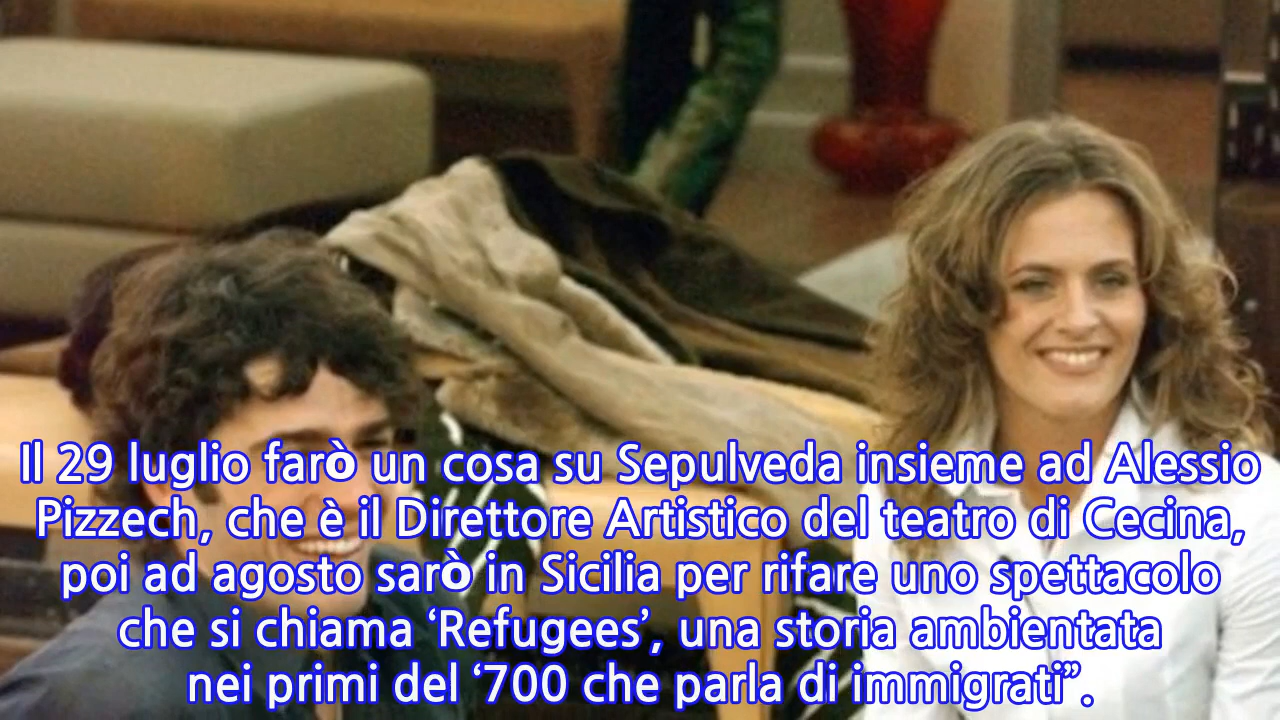 Il 29 luglio farò un cosa su Sepulveda insieme ad Alessio
Pizzech, che è il Direttore Artistico del teatro di Cecina,
poi ad agosto sarò in Sicilia per rifare uno spettacolo
che si chiama ‘Refugees’, una storia ambientata
nei primi del ‘700 che parla di immigrati”.